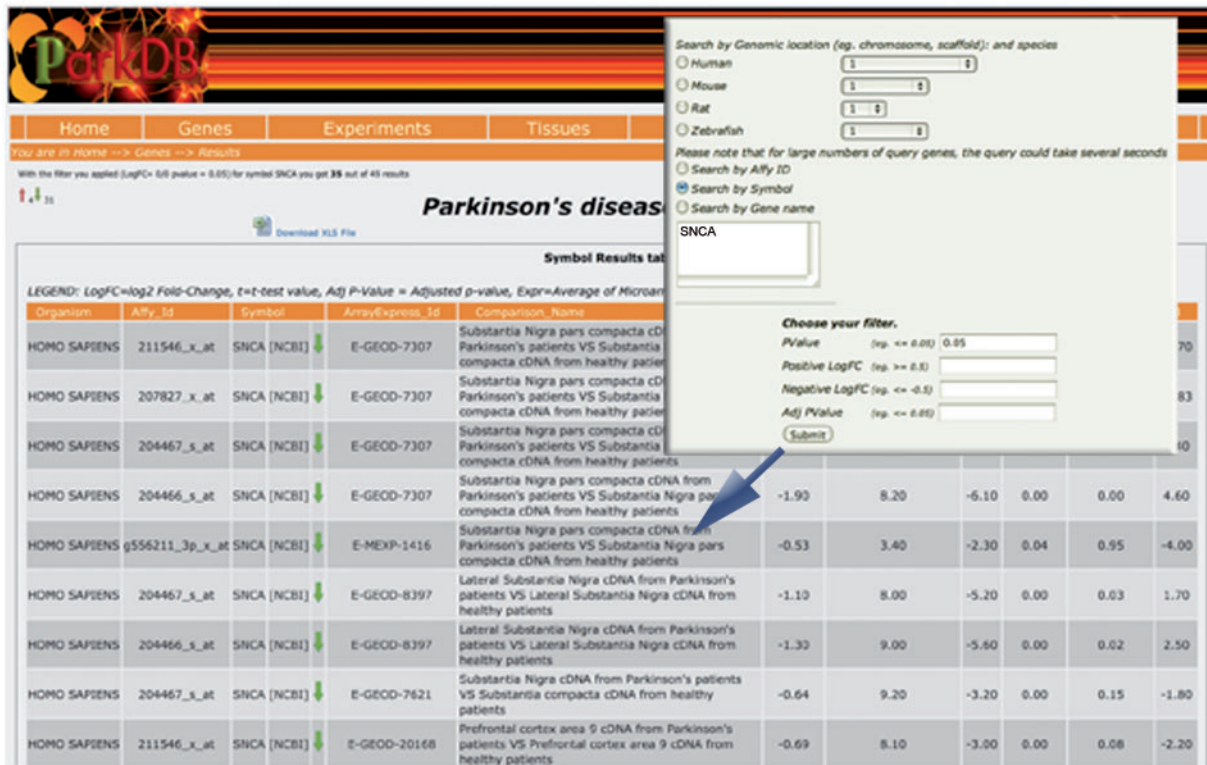 ParkDB
Home Genes Experiments Tissues
You are in Home --> Genes --> Results
With the filter you applied (LogFC= 0/0 pvalue = 0.05) for symbol SNCA you got 35 out of 45 results
4 31
Parkinson's diseas
Download XLS File
Symbol Results tab
LEGEND: LogFC=log2 Fold-Change, t=t-test value, Adj P-Value = Adjusted p-value, Expr=Average of Microar
Organism Affy_Id Symbol ArrayExpress_Id Comparison_Name
Substantia Nigra pars compacta cD
HOMO SAPIENS 211546_x_at SNCA [NCBI] E-GEOD-7307 Parkinson's patients VS Substantia 70
compacta cDNA from healthy patien
Substantia Nigra pars compacta cD
HOMO SAPIENS 207827_x_at SNCA [NCBI] E-GEOD-7307 Parkinson's patients VS Substantia 83
compacta cDNA from healthy patien
Substantia Nigra pars compacta cD
HOMO SAPIENS 204467_s_at SNCA [NCBI] E-GEOD-7307 Parkinson's patients VS Substantia
compacta cDNA from healthy patients
Substantia Nigra pars compacta cDNA from
HOMO SAPIENS 204466_s_at SNCA [NCBI] E-GEOD-7307 Parkinson's patients VS Substantia Nigra pars -1.90 8.20 -6.10 0.00 0.00 4.60
compacta cDNA from healthy patients
Substantia Nigra pars compacta cDNA from
HOMO SAPIENS g556211_3p_x_at SNCA [NCBI] E-MEXP-1416 Parkinson's patients VS Substantia Nigra pars -0.53 3.40 -2.30 0.04 0.95 -4.00
compacta cDNA from healthy patients
Lateral Substantia Nigra cDNA from Parkinson's
HOMO SAPIENS 204467_s_at SNCA [NCBI] E-GEOD-8397 patients VS Lateral Substantia Nigra cDNA from -1.10 8.00 -5.20 0.00 0.03 1.70
healthy patients
Lateral Substantia Nigra cDNA from Parkinson's
HOMO SAPIENS 204466_s_at SNCA [NCBI] E-GEOD-8397 patients VS Lateral Substantia Nigra cDNA from -1.30 9.00 -5.60 0.00 0.02 2.50
healthy patients
Substantia Nigra cDNA from Parkinson's patients
HOMO SAPIENS 204467_s_at SNCA [NCBI] E-GEOD-7621 VS Substantia compacta cDNA from healthy -0.64 9.20 -3.20 0.00 0.15 -1.80
patients
Prefrontal cortex area 9 cDNA from Parkinson's
HOMO SAPIENS 211546_x_at SNCA [NCBI] E-GEOD-20168 patients VS Prefrontal cortex area 9 cDNA from -0.69 8.10 -3.00 0.00 0.08 -2.20
healthy patients
Search by Genomic location (eg. chromosome, scaffold): and species
Human 1
Mouse 1
Rat 1
Zebrafish 1
Please note that for large numbers of query genes, the query could take several seconds
Search by Affy ID
Search by Symbol
Search by Gene name
SNCA
Choose your filter.
PValue (eg. <= 0.05) 0.05
Positive LogFC (eg. >= 0.5)
Negative LogFC (eg. <= -0.5)
Adj PValue (eg. <= 0.05)
Submit